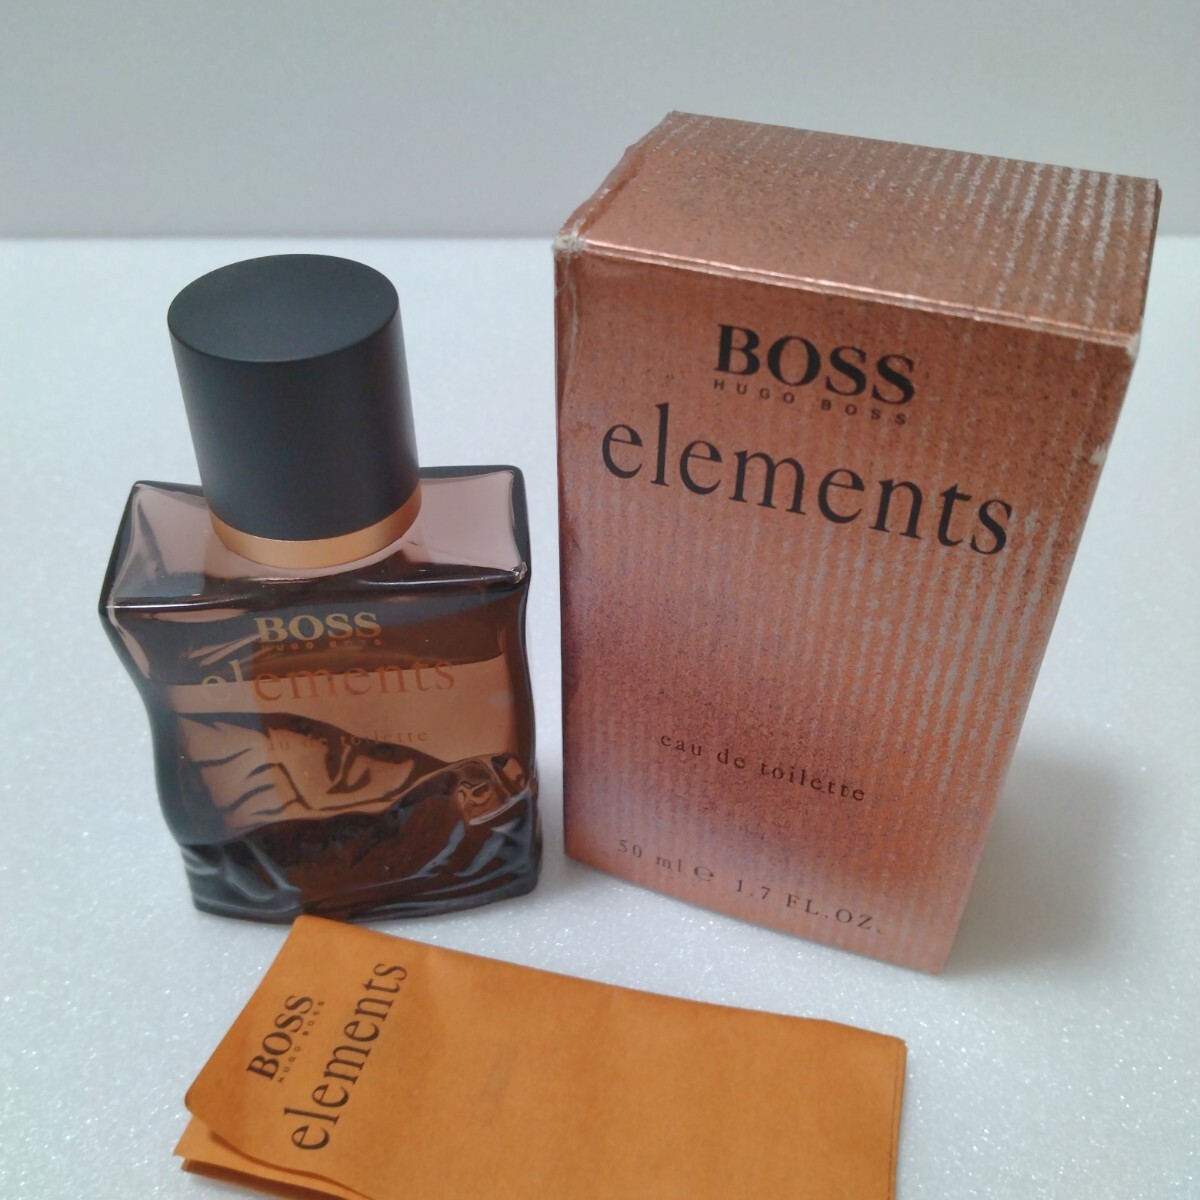 BOSS
HUGO BOSS
elements
eau de toilette
50 ml ℮ 1.7 FL.OZ.
BOSS
HUGO BOSS
elements
eau de toilette
BOSS
HUGO BOSS
elements